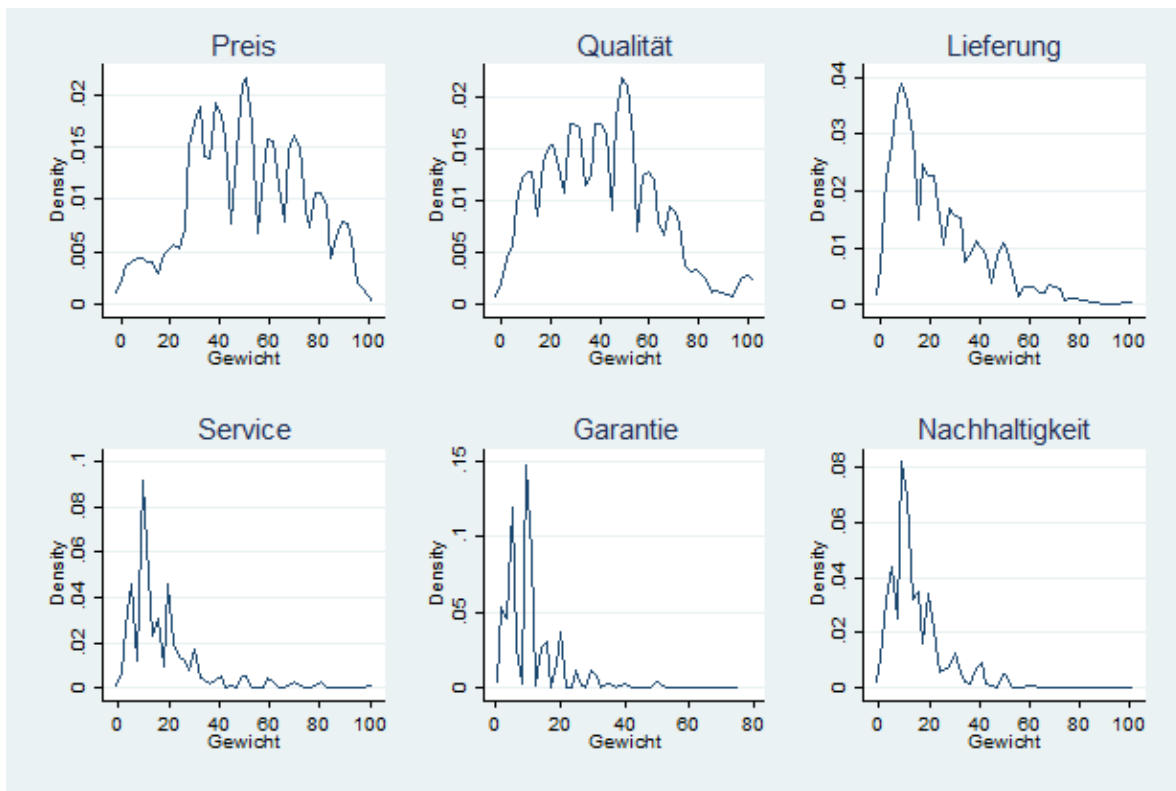 Preis
Density
0 .005 .01 .015 .02
0 20 40 60 80 100
Gewicht
Qualität
Density
0 .005 .01 .015 .02
0 20 40 60 80 100
Gewicht
Lieferung
Density
0 .01 .02 .03 .04
0 20 40 60 80 100
Gewicht
Service
Density
0 .02 .04 .06 .08 .1
0 20 40 60 80 100
Gewicht
Garantie
Density
0 .05 .1 .15
0 20 40 60 80
Gewicht
Nachhaltigkeit
Density
0 .02 .04 .06 .08
0 20 40 60 80 100
Gewicht